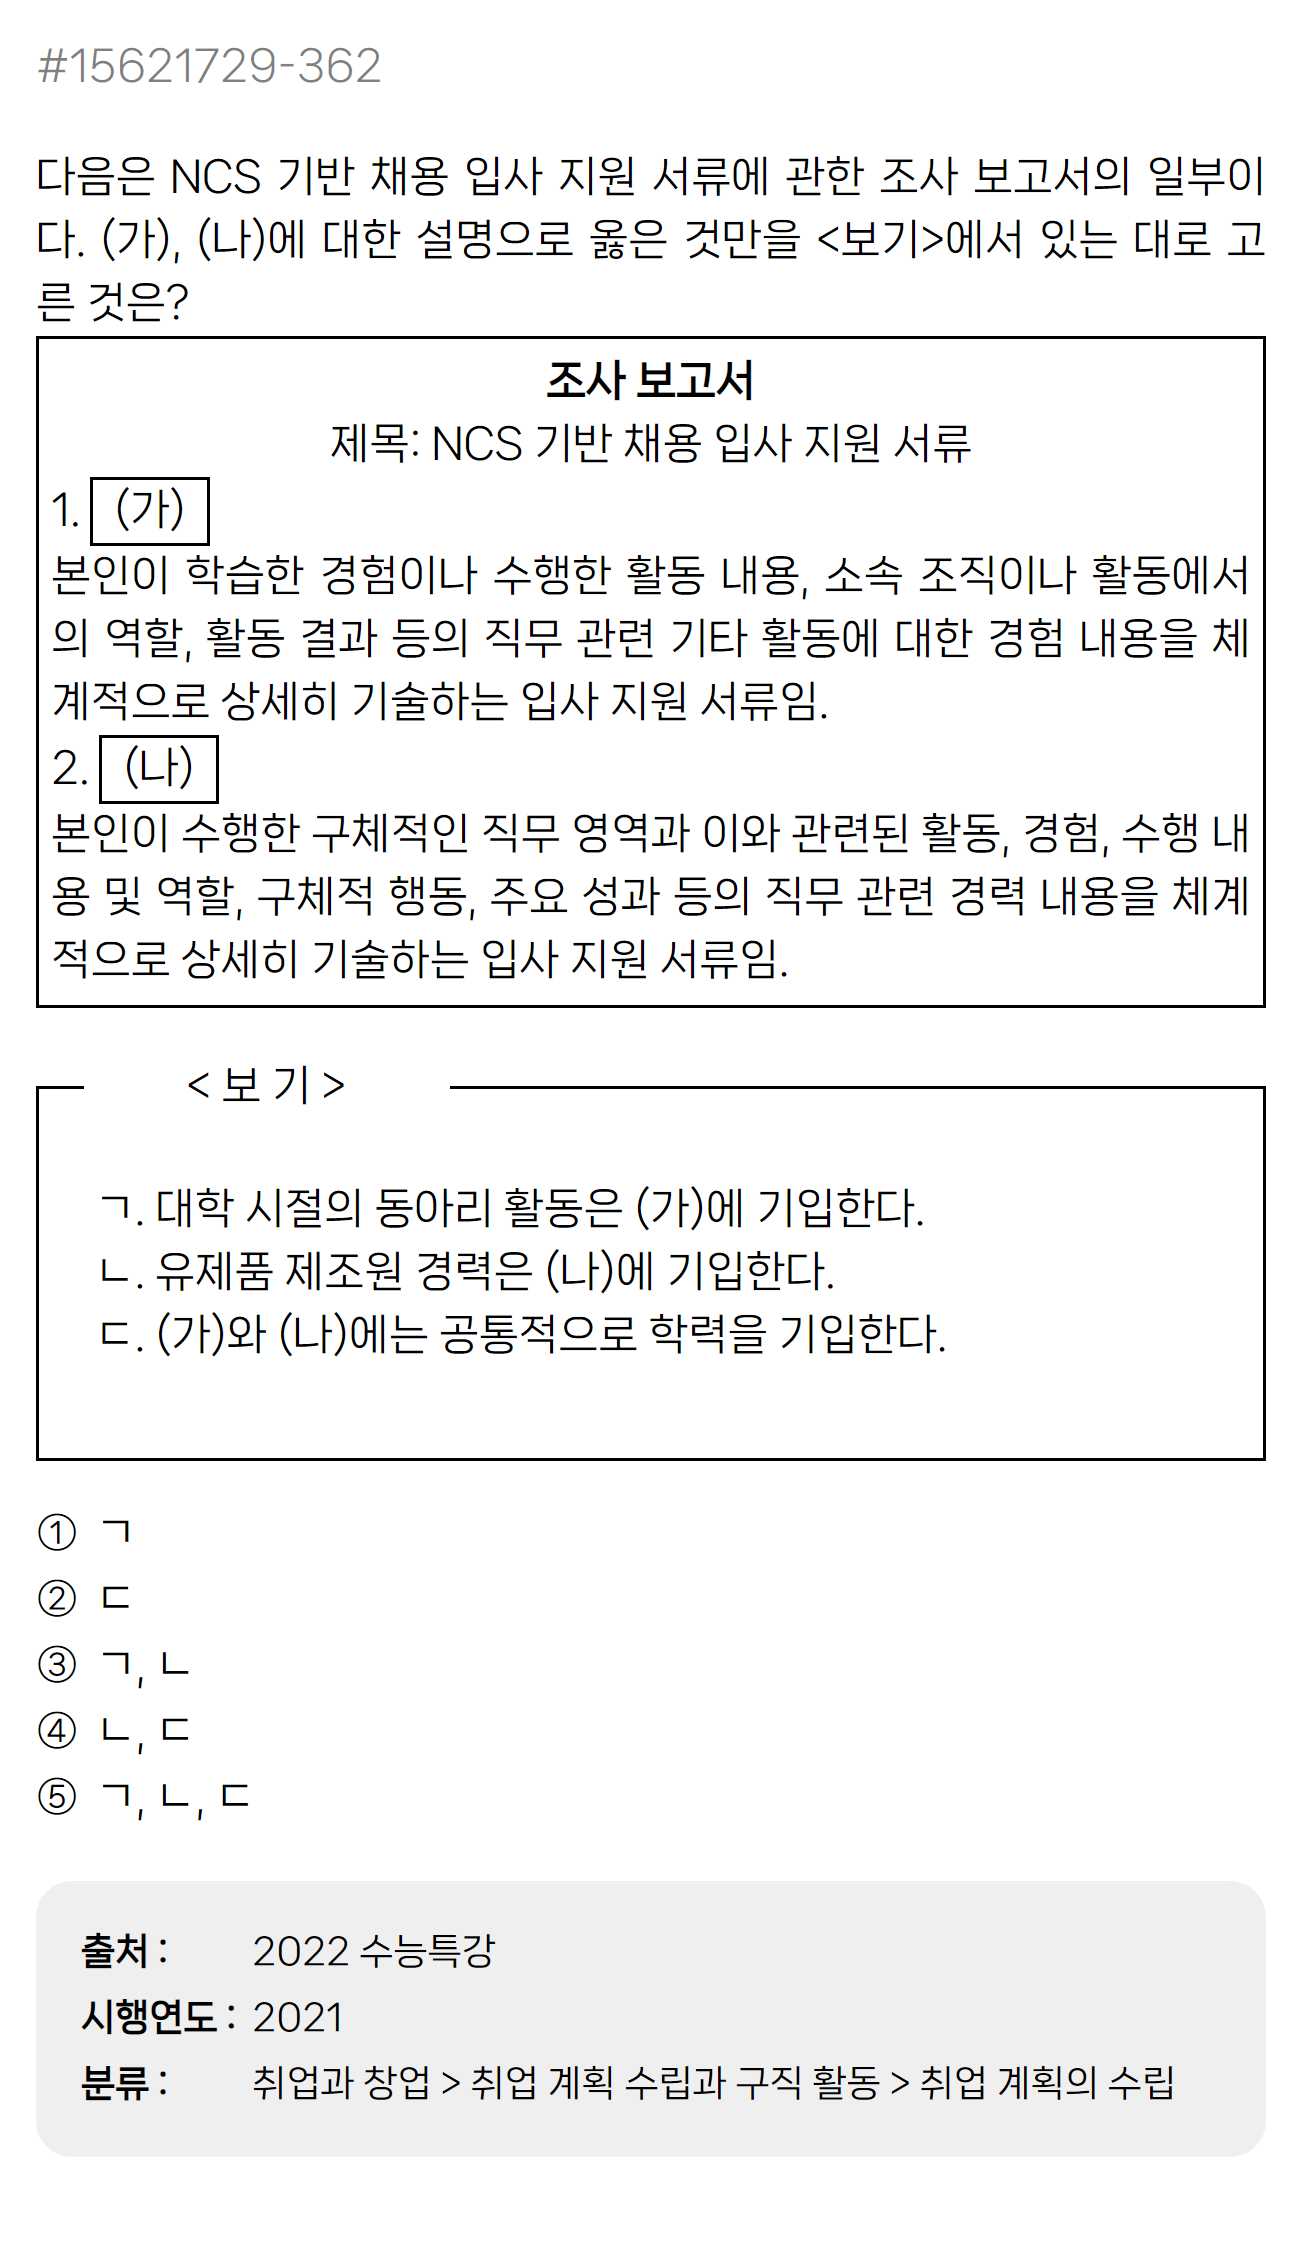 #15621729-362
다음은 NCS 기반 채용 입사 지원 서류에 관한 조사 보고서의 일부이
다. (가), (나)에 대한 설명으로 옳은 것만을 <보기>에서 있는 대로 고
른 것은?
조사 보고서
제목: NCS 기반 채용 입사 지원 서류
1. (가)
본인이 학습한 경험이나 수행한 활동 내용, 소속 조직이나 활동에서
의 역할, 활동 결과 등의 직무 관련 기타 활동에 대한 경험 내용을 체
계적으로 상세히 기술하는 입사 지원 서류임.
2. (나)
본인이 수행한 구체적인 직무 영역과 이와 관련된 활동, 경험, 수행 내
용 및 역할, 구체적 행동, 주요 성과 등의 직무 관련 경력 내용을 체계
적으로 상세히 기술하는 입사 지원 서류임.
< 보 기 >
ㄱ. 대학 시절의 동아리 활동은 (가)에 기입한다.
ㄴ. 유제품 제조원 경력은 (나)에 기입한다.
ㄷ. (가)와 (나)에는 공통적으로 학력을 기입한다.
① ㄱ
② ㄷ
③ ㄱ, ㄴ
④ ㄴ, ㄷ
⑤ ㄱ, ㄴ, ㄷ
출처 : 2022 수능특강
시행연도 : 2021
분류 : 취업과 창업 > 취업 계획 수립과 구직 활동 > 취업 계획의 수립